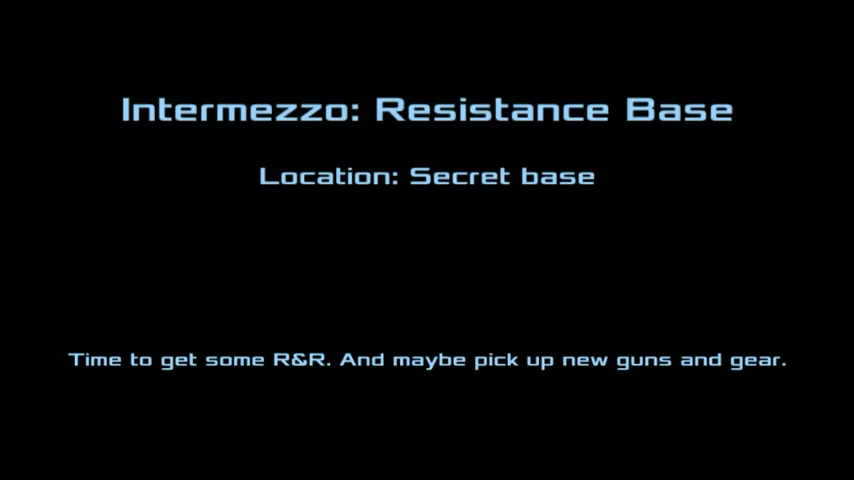 Intermezzo: Resistance Base
Location: Secret base
Time to get some R&R. And maybe pick up new guns and gear.